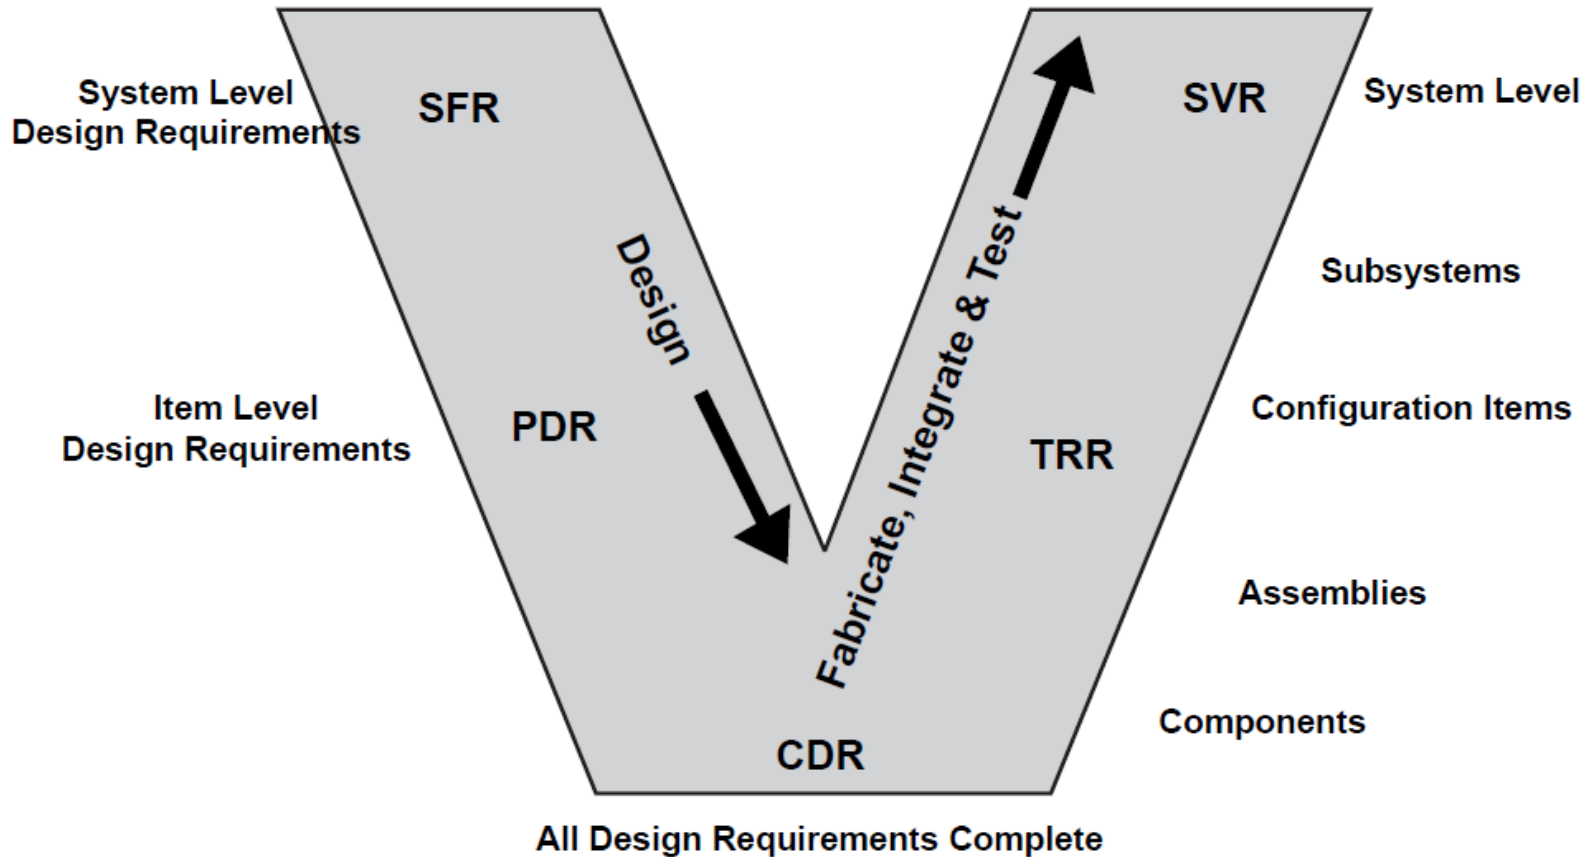 System Level
Design Requirements
SFR
SVR
System Level
Design
Fabricate, Integrate & Test
Subsystems
Item Level
Design Requirements
PDR
TRR
Configuration Items
Assemblies
Components
CDR
All Design Requirements Complete